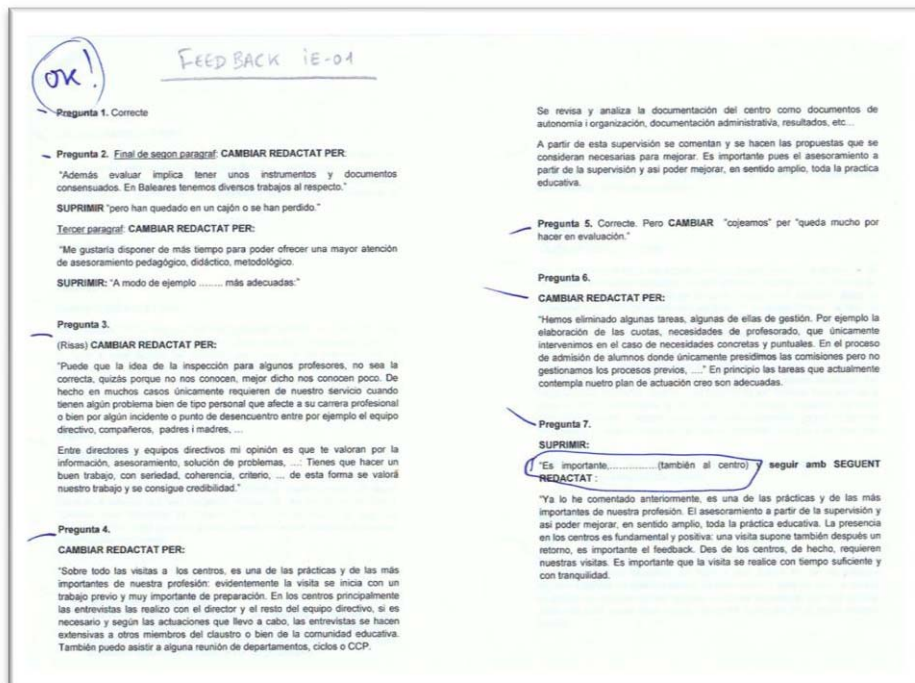 OK!
FEEDBACK iE-01
Pregunta 1. Correcte
Pregunta 2. Final de segon paragraf: CAMBIAR REDACTAT PER:
"Además evaluar implica tener unos instrumentos y documentos
consensuados. En Baleares tenemos diversos trabajos al respecto."
SUPRIMIR "pero han quedado en un cajón o se han perdido."
Tercer paragraf: CAMBIAR REDACTAT PER:
"Me gustaría disponer de más tiempo para poder ofrecer una mayor atención
de asesoramiento pedagógico, didáctico, metodológico.
SUPRIMIR: "A modo de ejemplo ........ más adecuadas:"
Pregunta 3.
(Risas) CAMBIAR REDACTAT PER:
"Puede que la idea de la inspección para algunos profesores, no sea la
correcta, quizás porque no nos conocen, mejor dicho nos conocen poco. De
hecho en muchos casos únicamente requieren de nuestro servicio cuando
tienen algún problema bien de tipo personal que afecte a su carrera profesional
o bien por algún incidente o punto de desencuentro entre por ejemplo el equipo
directivo, compañeros, padres i madres, ...
Entre directores y equipos directivos mi opinión es que te valoran por la
información, asesoramiento, solución de problemas, ...: Tienes que hacer un
buen trabajo, con seriedad, coherencia, criterio, ... de esta forma se valorá
nuestro trabajo y se consigue credibilidad."
Pregunta 4.
CAMBIAR REDACTAT PER:
"Sobre todo las visitas a los centros, es una de las prácticas y de las más
importantes de nuestra profesión: evidentemente la visita se inicia con un
trabajo previo y muy importante de preparación. En los centros principalmente
las entrevistas las realizo con el director y el resto del equipo directivo, si es
necesario y según las actuaciones que llevo a cabo, las entrevistas se hacen
extensivas a otros miembros del claustro o bien de la comunidad educativa.
También puedo asistir a alguna reunión de departamentos, ciclos o CCP.
Se revisa y analiza la documentación del centro como documentos de
autonomía i organización, documentación administrativa, resultados, etc...
A partir de esta supervisión se comentan y se hacen las propuestas que se
consideran necesarias para mejorar. Es importante pues el asesoramiento a
partir de la supervisión y asi poder mejorar, en sentido amplio, toda la practica
educativa.
Pregunta 5. Correcte. Pero CAMBIAR "cojeamos" per "queda mucho por
hacer en evaluación."
Pregunta 6.
CAMBIAR REDACTAT PER:
"Hemos eliminado algunas tareas, algunas de ellas de gestión. Por ejemplo la
elaboración de las cuotas, necesidades de profesorado, que únicamente
intervenimos en el caso de necesidades concretas y puntuales. En el proceso
de admisión de alumnos donde únicamente presidimos las comisiones pero no
gestionamos los procesos previos, ...." En principio las tareas que actualmente
contempla nuetro plan de actuación creo son adecuadas.
Pregunta 7.
SUPRIMIR:
"Es importante,..............(también al centro) y seguir amb SEGUENT
REDACTAT :
"Ya lo he comentado anteriormente, es una de las prácticas y de las más
importantes de nuestra profesión. El asesoramiento a partir de la supervisión y
asi poder mejorar, en sentido amplio, toda la práctica educativa. La presencia
en los centros es fundamental y positiva: una visita supone también después un
retorno, es importante el feedback. Des de los centros, de hecho, requieren
nuestras visitas. Es importante que la visita se realice con tiempo suficiente y
con tranquilidad.